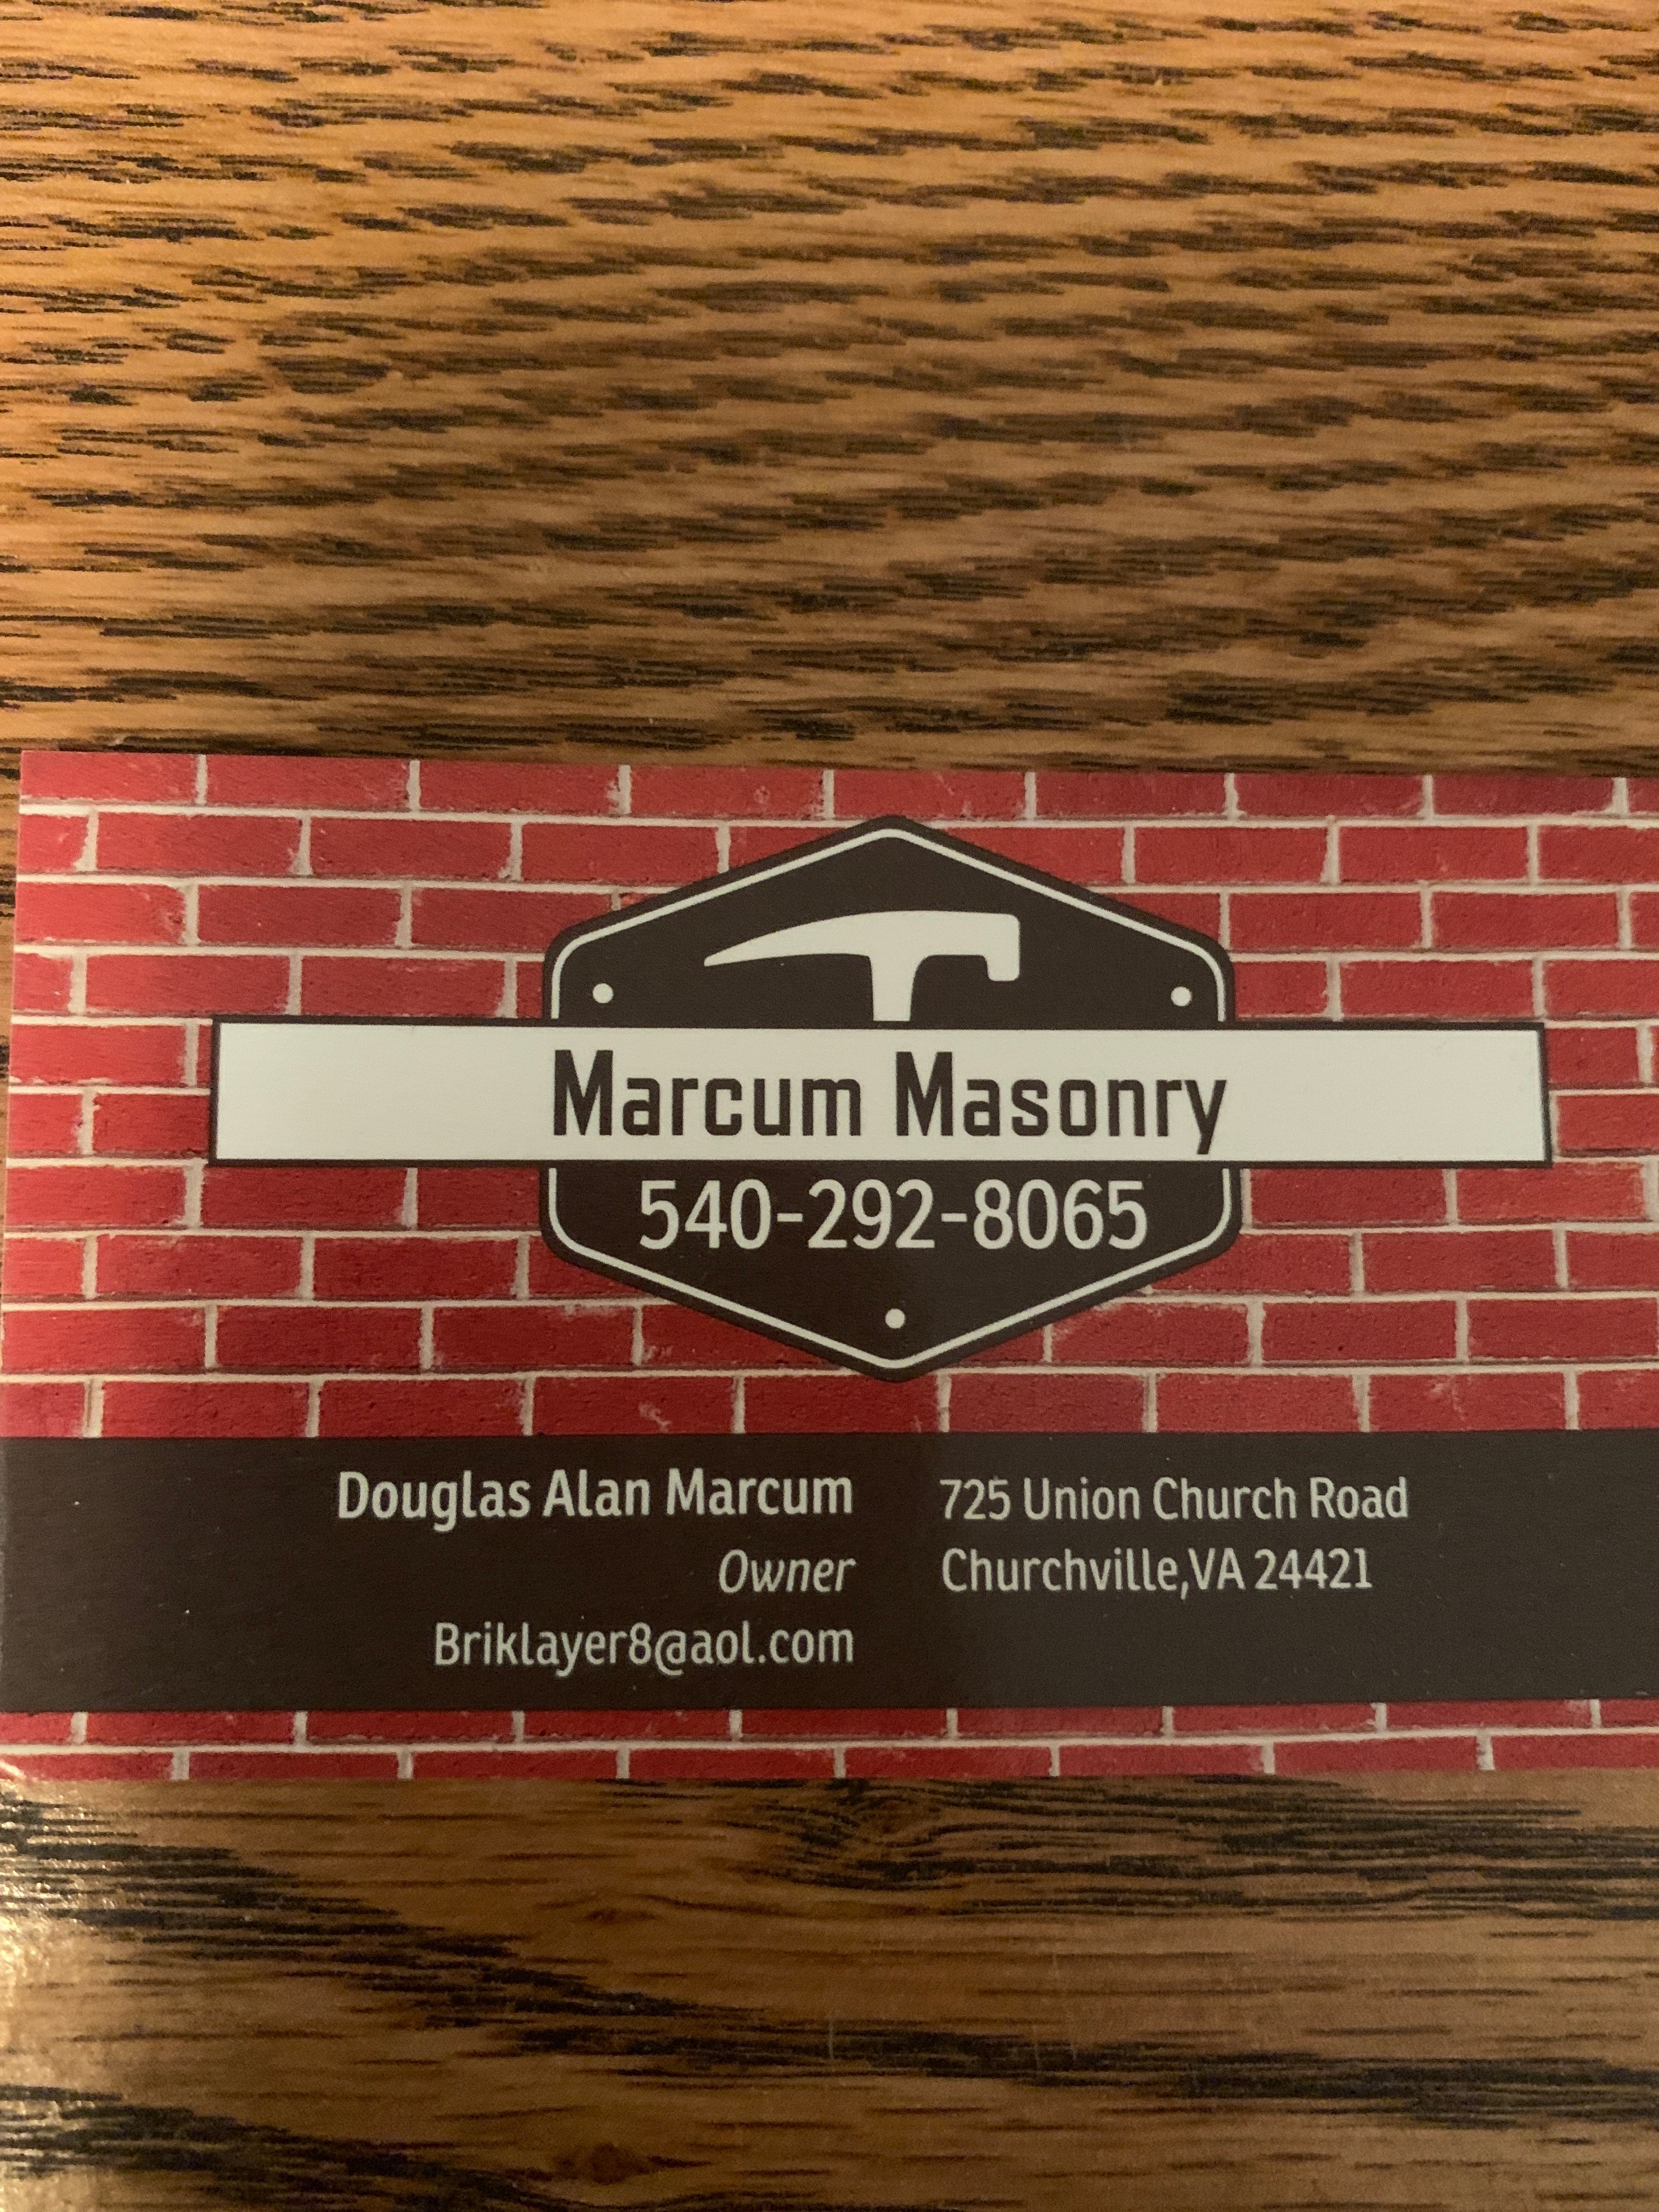 Marcum Masonry
540-292-8065
Douglas Alan Marcum
Owner
Briklayer8@aol.com
725 Union Church Road
Churchville,VA 24421